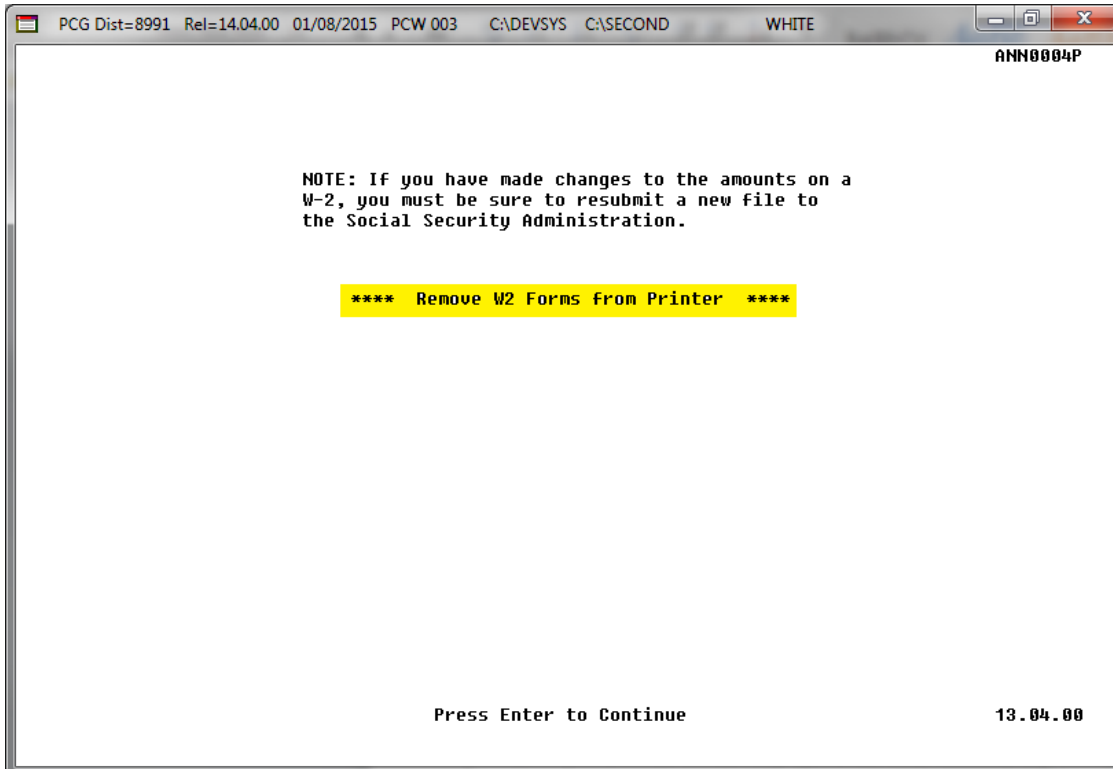 PCG Dist=8991 Rel=14.04.00 01/08/2015 PCW 003 C:\DEVSYS C:\SECOND WHITE
ANN0004P
NOTE: If you have made changes to the amounts on a
W-2, you must be sure to resubmit a new file to
the Social Security Administration.
**** Remove W2 Forms from Printer ****
Press Enter to Continue 13.04.00